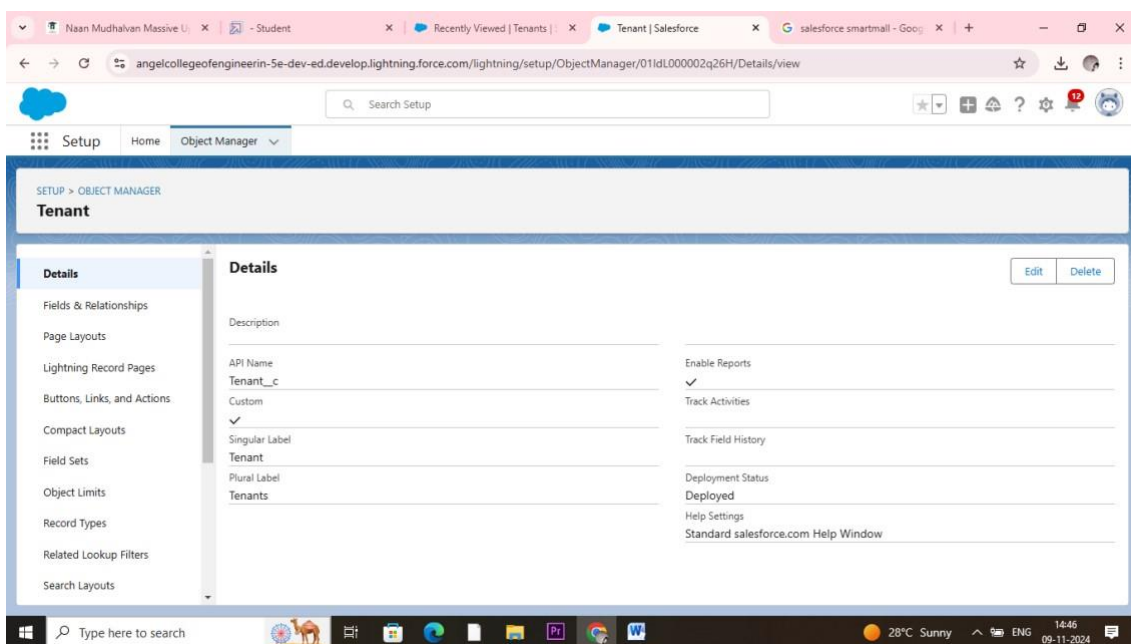 Naan Mudhalvan Massive U
- Student
Recently Viewed | Tenants |
Tenant | Salesforce
salesforce smartmall - Goog
angelcollegeofengineerin-5e-dev-ed.develop.lightning.force.com/lightning/setup/ObjectManager/01IdL000002q26H/Details/view
Search Setup
12
Setup Home Object Manager
SETUP > OBJECT MANAGER
Tenant
Details
Fields & Relationships
Page Layouts
Lightning Record Pages
Buttons, Links, and Actions
Compact Layouts
Field Sets
Object Limits
Record Types
Related Lookup Filters
Search Layouts
Details
Edit Delete
Description
API Name
Tenant__c
Custom
Singular Label
Tenant
Plural Label
Tenants
Enable Reports
Track Activities
Track Field History
Deployment Status
Deployed
Help Settings
Standard salesforce.com Help Window
Type here to search
Pr
W
28°C Sunny
ENG
14:46
09-11-2024